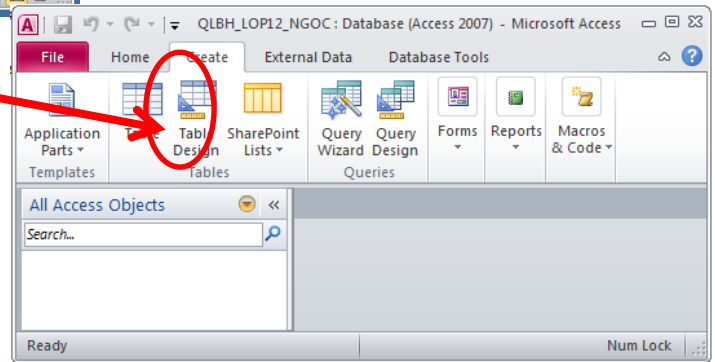 QLBH_LOP12_NGOC : Database (Access 2007) - Microsoft Access
File Home Create External Data Database Tools
Application Parts
Table
Table Design
SharePoint Lists
Query Wizard
Query Design
Forms
Reports
Macros & Code
Templates
Tables
Queries
All Access Objects
Search...
Ready
Num Lock